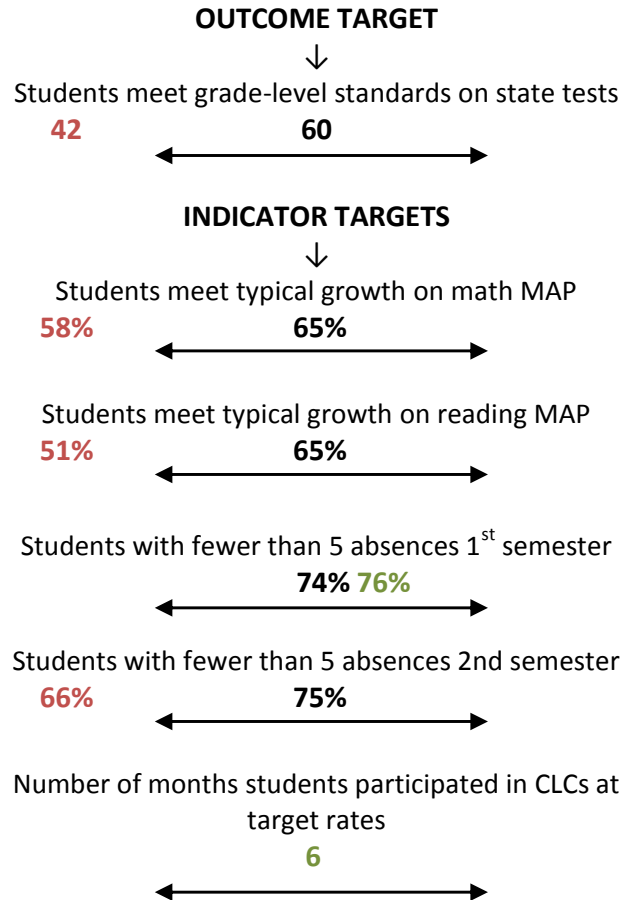 OUTCOME TARGET
↓
Students meet grade-level standards on state tests
42 60
INDICATOR TARGETS
↓
Students meet typical growth on math MAP
58% 65%
Students meet typical growth on reading MAP
51% 65%
Students with fewer than 5 absences 1st semester
74% 76%
Students with fewer than 5 absences 2nd semester
66% 75%
Number of months students participated in CLCs at
target rates
6